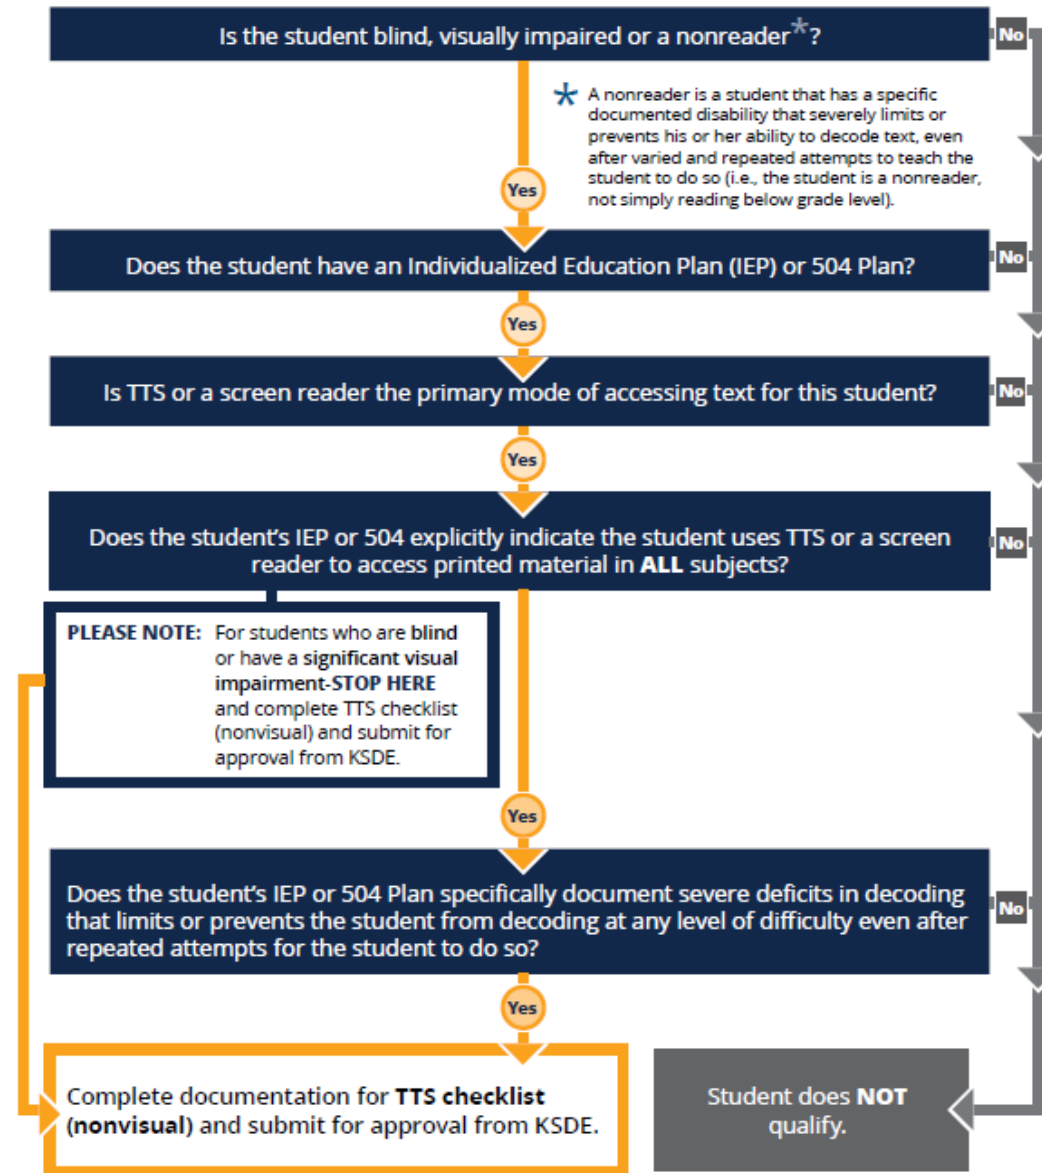 Is the student blind, visually impaired or a nonreader*?
No
* A nonreader is a student that has a specific
documented disability that severely limits or
prevents his or her ability to decode text, even
after varied and repeated attempts to teach the
student to do so (i.e., the student is a nonreader,
not simply reading below grade level).
Yes
Does the student have an Individualized Education Plan (IEP) or 504 Plan?
No
Yes
Is TTS or a screen reader the primary mode of accessing text for this student?
No
Yes
Does the student’s IEP or 504 explicitly indicate the student uses TTS or a screen
reader to access printed material in ALL subjects?
No
PLEASE NOTE: For students who are blind
or have a significant visual
impairment-STOP HERE
and complete TTS checklist
(nonvisual) and submit for
approval from KSDE.
Yes
Does the student’s IEP or 504 Plan specifically document severe deficits in decoding
that limits or prevents the student from decoding at any level of difficulty even after
repeated attempts for the student to do so?
No
Yes
Complete documentation for TTS checklist
(nonvisual) and submit for approval from KSDE.
Student does NOT
qualify.